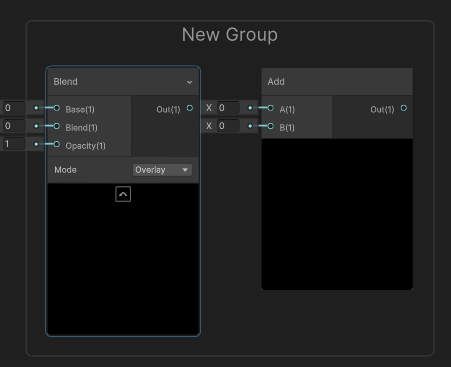 New Group
Blend
0 Base(1) Out(1)
0 Blend(1)
1 Opacity(1)
Mode Overlay
Add
X 0 A(1) Out(1)
X 0 B(1)